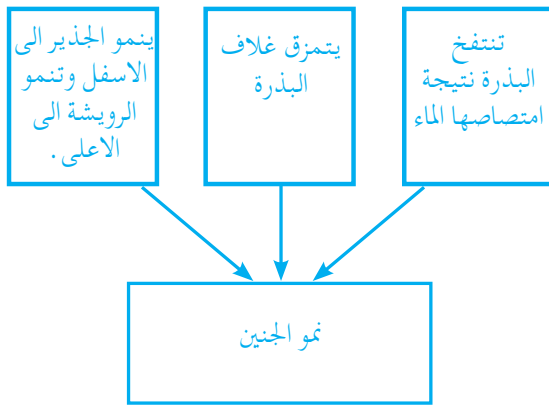 تنتفخ
البذرة نتيجة
امتصاصها الماء
يتمزق غلاف
البذرة
ينمو الجذير الى
الاسفل وتنمو
الرويشة الى
الاعلى.
نمو الجنين